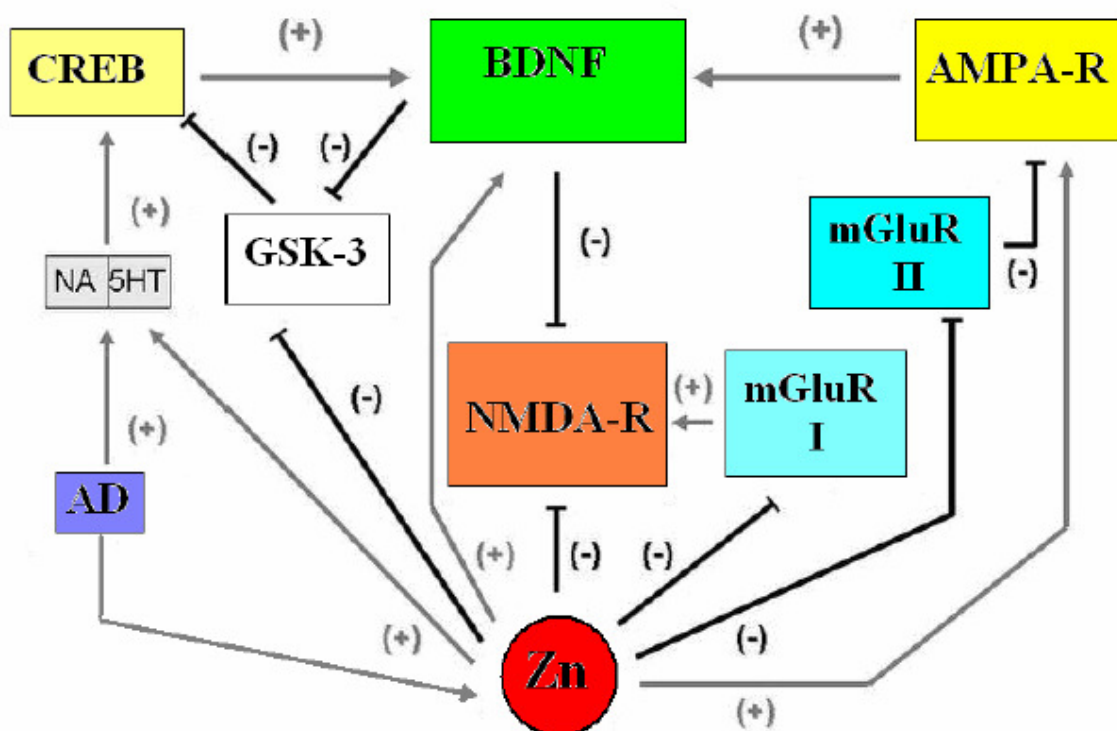 (+)
(+)
CREB
BDNF
AMPA-R
(-)
(-)
(+)
GSK-3
(-)
mGluR
II
(-)
NA 5HT
(-)
(+)
NMDA-R
mGluR
I
(+)
AD
(+)
(-)
(-)
(+)
(-)
Zn
(+)